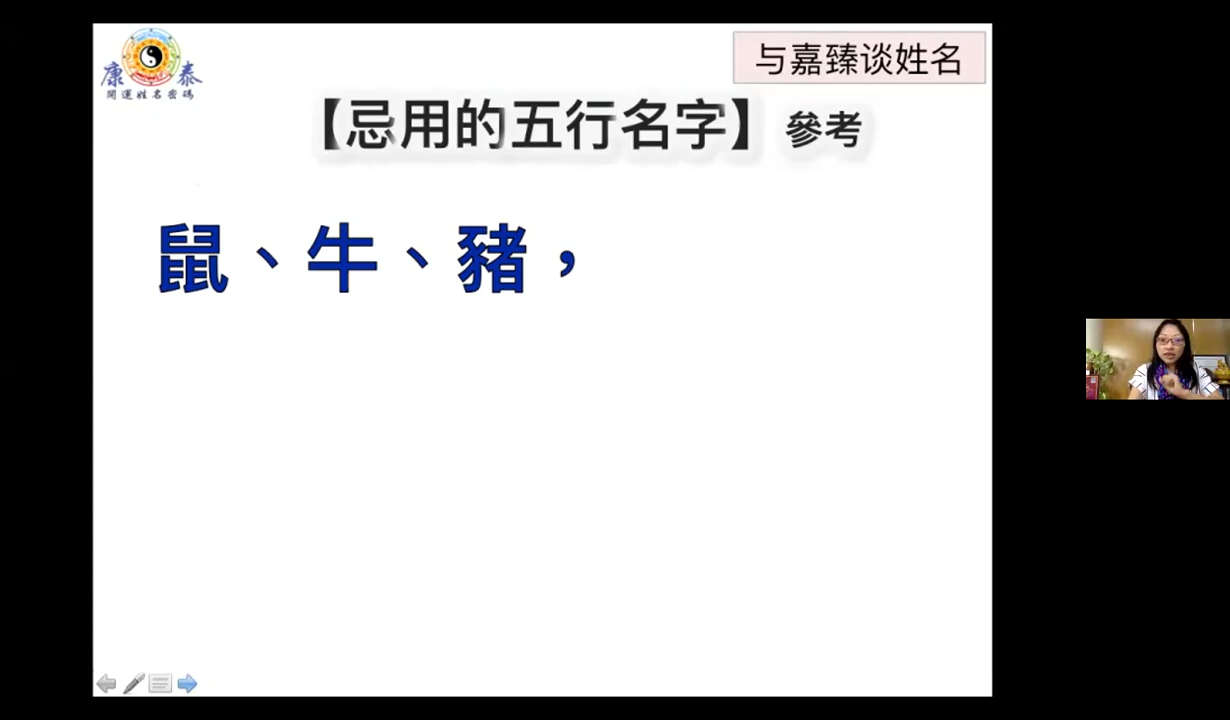 康 泰
開運姓名密碼
与嘉臻谈姓名
【忌用的五行名字】 參考
鼠、牛、豬，